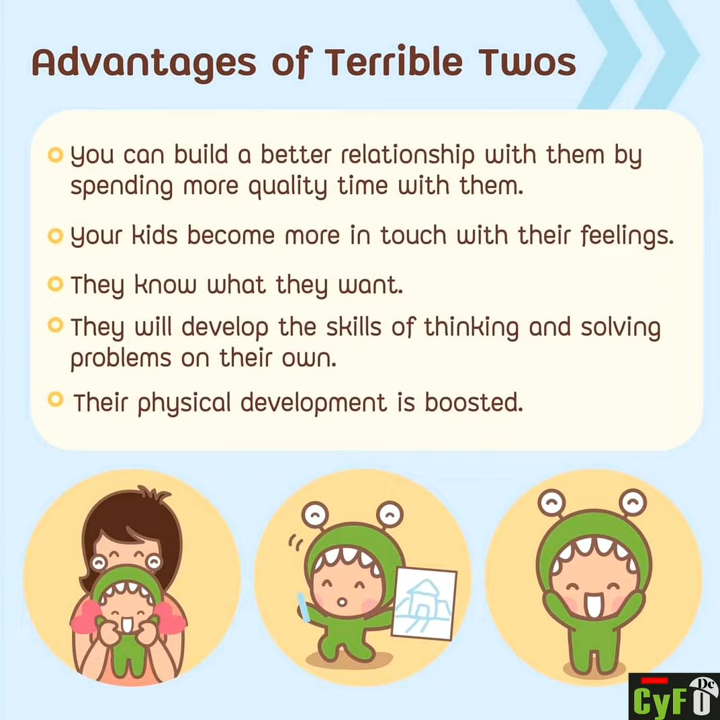 Advantages of Terrible Twos
You can build a better relationship with them by
spending more quality time with them.
Your kids become more in touch with their feelings.
They know what they want.
They will develop the skills of thinking and solving
problems on their own.
Their physical development is boosted.
Dc
CyFO